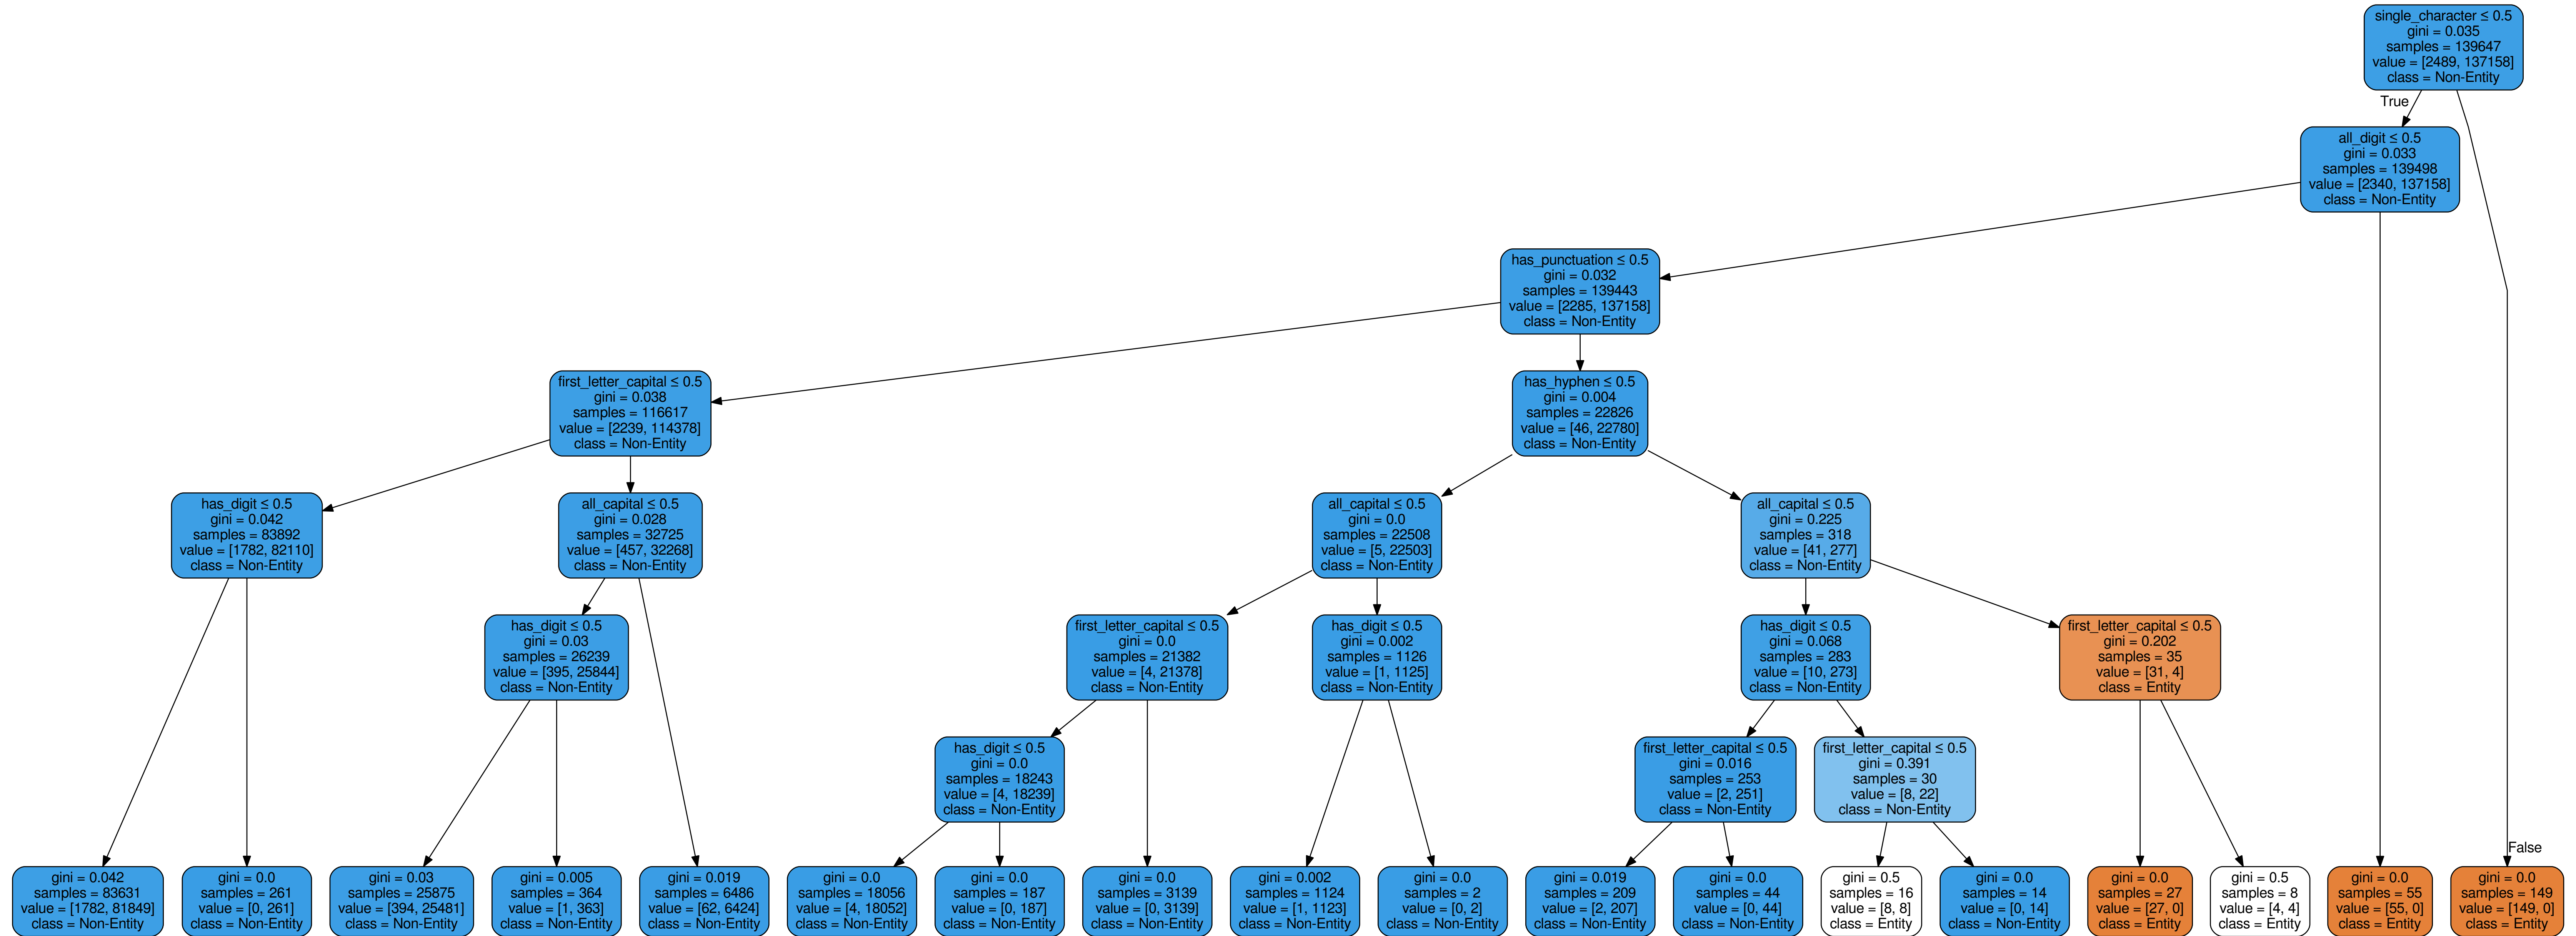 single_character ≤ 0.5
gini = 0.035
samples = 139647
value = [2489, 137158]
class = Non-Entity
True
all_digit ≤ 0.5
gini = 0.033
samples = 139498
value = [2340, 137158]
class = Non-Entity
has_punctuation ≤ 0.5
gini = 0.032
samples = 139443
value = [2285, 137158]
class = Non-Entity
first_letter_capital ≤ 0.5
gini = 0.038
samples = 116617
value = [2239, 114378]
class = Non-Entity
has_hyphen ≤ 0.5
gini = 0.004
samples = 22826
value = [46, 22780]
class = Non-Entity
has_digit ≤ 0.5
gini = 0.042
samples = 83892
value = [1782, 82110]
class = Non-Entity
all_capital ≤ 0.5
gini = 0.028
samples = 32725
value = [457, 32268]
class = Non-Entity
all_capital ≤ 0.5
gini = 0.0
samples = 22508
value = [5, 22503]
class = Non-Entity
all_capital ≤ 0.5
gini = 0.225
samples = 318
value = [41, 277]
class = Non-Entity
has_digit ≤ 0.5
gini = 0.03
samples = 26239
value = [395, 25844]
class = Non-Entity
first_letter_capital ≤ 0.5
gini = 0.0
samples = 21382
value = [4, 21378]
class = Non-Entity
has_digit ≤ 0.5
gini = 0.002
samples = 1126
value = [1, 1125]
class = Non-Entity
has_digit ≤ 0.5
gini = 0.068
samples = 283
value = [10, 273]
class = Non-Entity
first_letter_capital ≤ 0.5
gini = 0.202
samples = 35
value = [31, 4]
class = Entity
has_digit ≤ 0.5
gini = 0.0
samples = 18243
value = [4, 18239]
class = Non-Entity
first_letter_capital ≤ 0.5
gini = 0.016
samples = 253
value = [2, 251]
class = Non-Entity
first_letter_capital ≤ 0.5
gini = 0.391
samples = 30
value = [8, 22]
class = Non-Entity
False
gini = 0.042
samples = 83631
value = [1782, 81849]
class = Non-Entity
gini = 0.0
samples = 261
value = [0, 261]
class = Non-Entity
gini = 0.03
samples = 25875
value = [394, 25481]
class = Non-Entity
gini = 0.005
samples = 364
value = [1, 363]
class = Non-Entity
gini = 0.019
samples = 6486
value = [62, 6424]
class = Non-Entity
gini = 0.0
samples = 18056
value = [4, 18052]
class = Non-Entity
gini = 0.0
samples = 187
value = [0, 187]
class = Non-Entity
gini = 0.0
samples = 3139
value = [0, 3139]
class = Non-Entity
gini = 0.002
samples = 1124
value = [1, 1123]
class = Non-Entity
gini = 0.0
samples = 2
value = [0, 2]
class = Non-Entity
gini = 0.019
samples = 209
value = [2, 207]
class = Non-Entity
gini = 0.0
samples = 44
value = [0, 44]
class = Non-Entity
gini = 0.5
samples = 16
value = [8, 8]
class = Entity
gini = 0.0
samples = 14
value = [0, 14]
class = Non-Entity
gini = 0.0
samples = 27
value = [27, 0]
class = Entity
gini = 0.5
samples = 8
value = [4, 4]
class = Entity
gini = 0.0
samples = 55
value = [55, 0]
class = Entity
gini = 0.0
samples = 149
value = [149, 0]
class = Entity